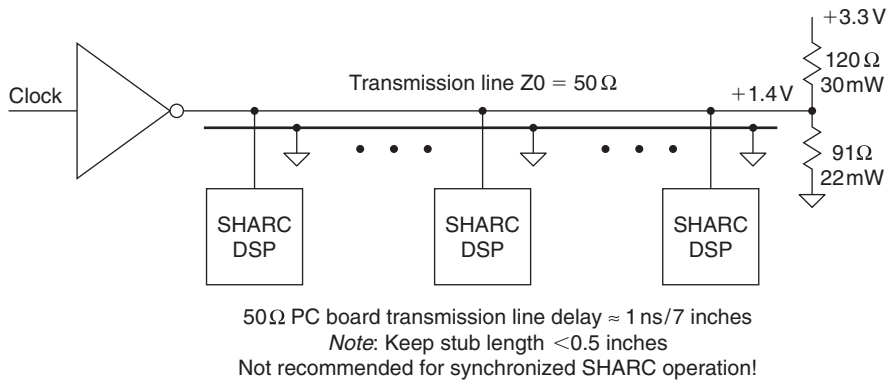 +3.3 V
120 Ω
30 mW
Transmission line Z0 = 50 Ω
+1.4 V
Clock
91Ω
22 mW
SHARC
DSP
SHARC
DSP
SHARC
DSP
50 Ω PC board transmission line delay ≈ 1 ns/7 inches
Note: Keep stub length <0.5 inches
Not recommended for synchronized SHARC operation!